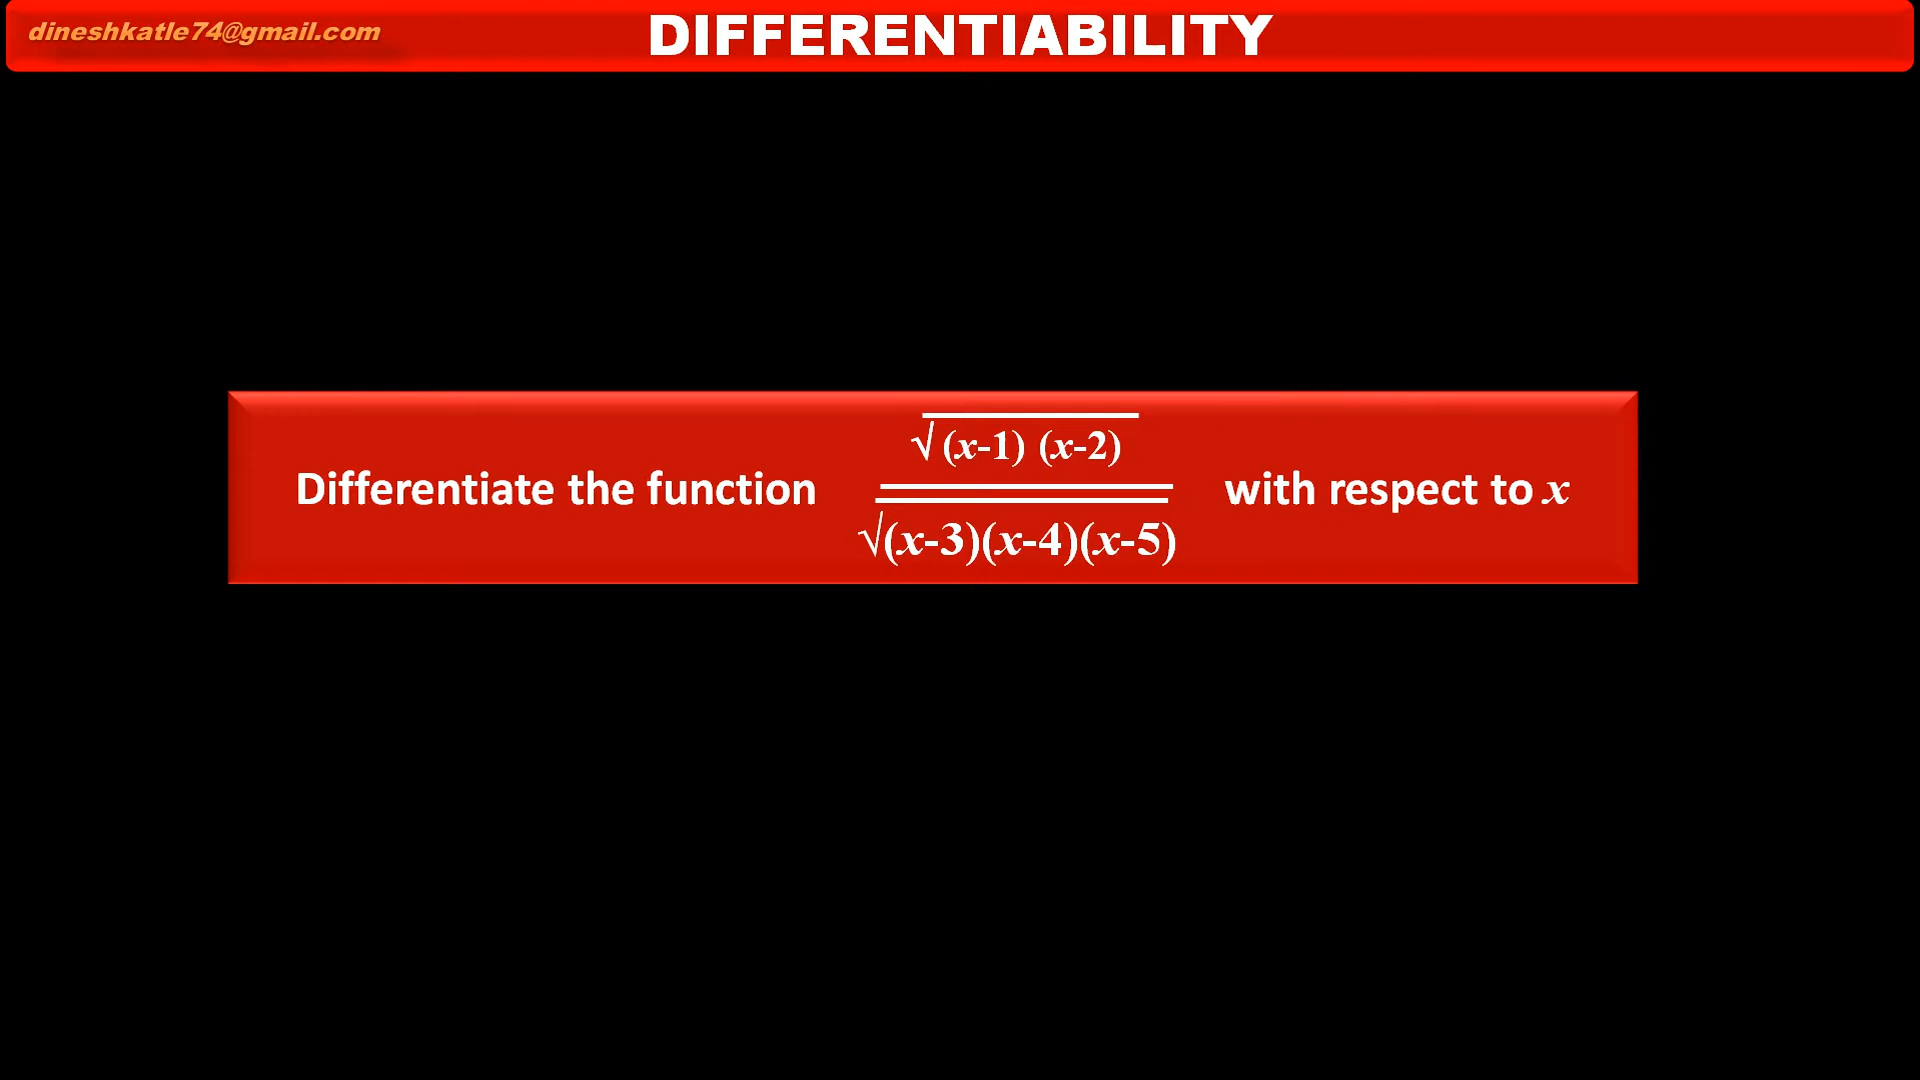 dineshkatle74@gmail.com
DIFFERENTIABILITY
Differentiate the function √(x-1) (x-2) / √(x-3)(x-4)(x-5) with respect to x